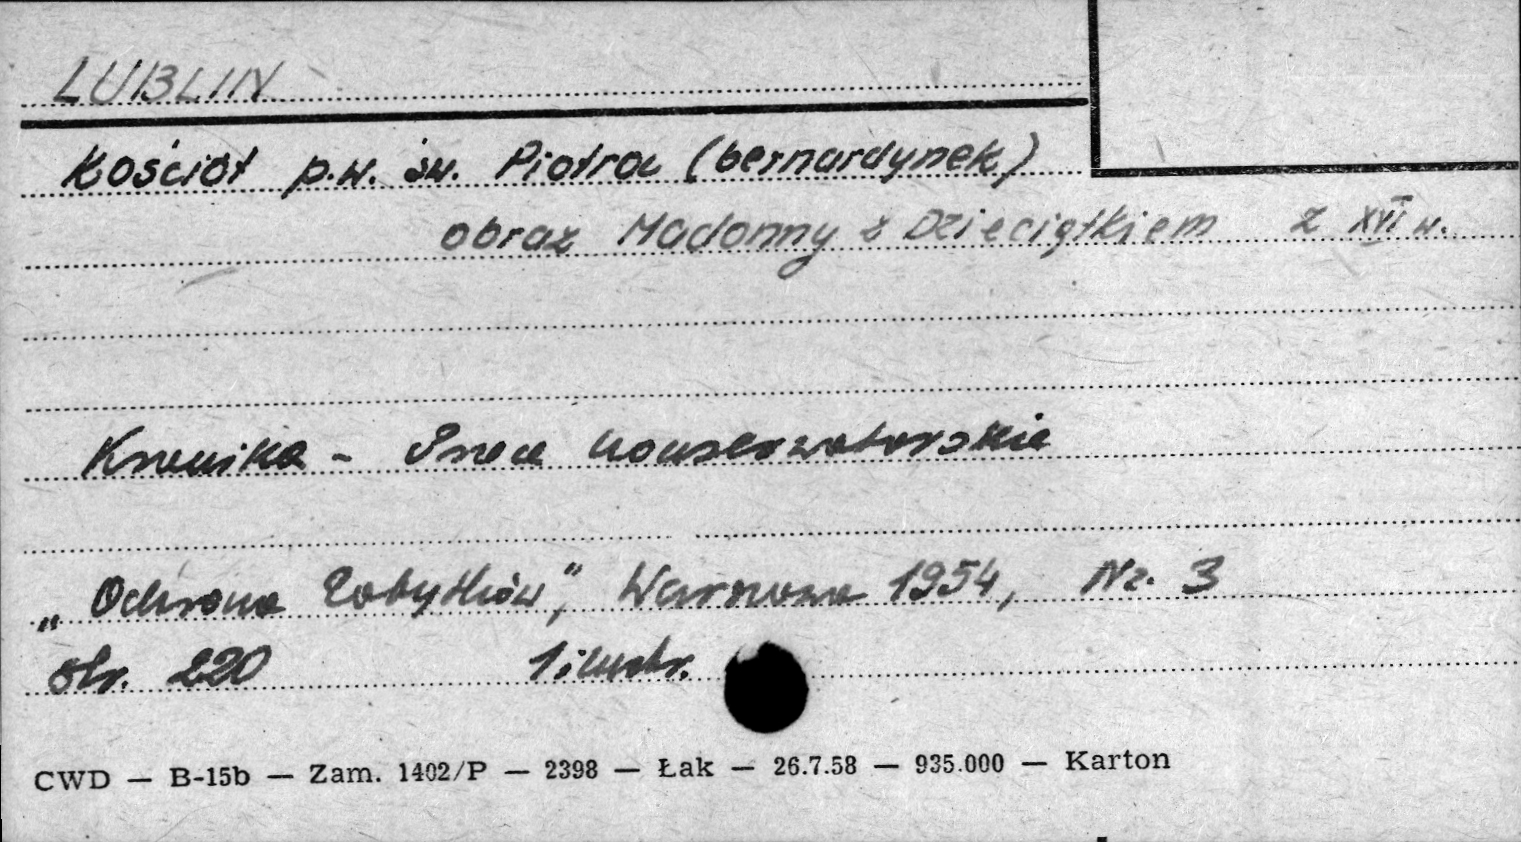 LUBLIN
Kościół p.w. św. Piotra (bernardynek)
obraz Madonny z Dzieciątkiem z XVI w.
Kronika - Prace konserwatorskie
„Ochrona Zabytków”, Warszawa 1954, Nr. 3
str. 220 1 ilustr.
CWD — B-15b — Zam. 1402/P — 2398 — Łak — 26.7.58 — 935.000 — Karton